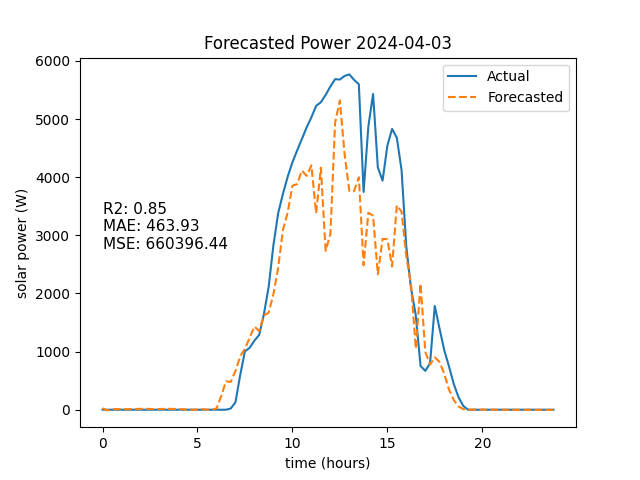 Forecasted Power 2024-04-03
Actual
Forecasted
R2: 0.85
MAE: 463.93
MSE: 660396.44
solar power (W)
6000
5000
4000
3000
2000
1000
0
0 5 10 15 20
time (hours)